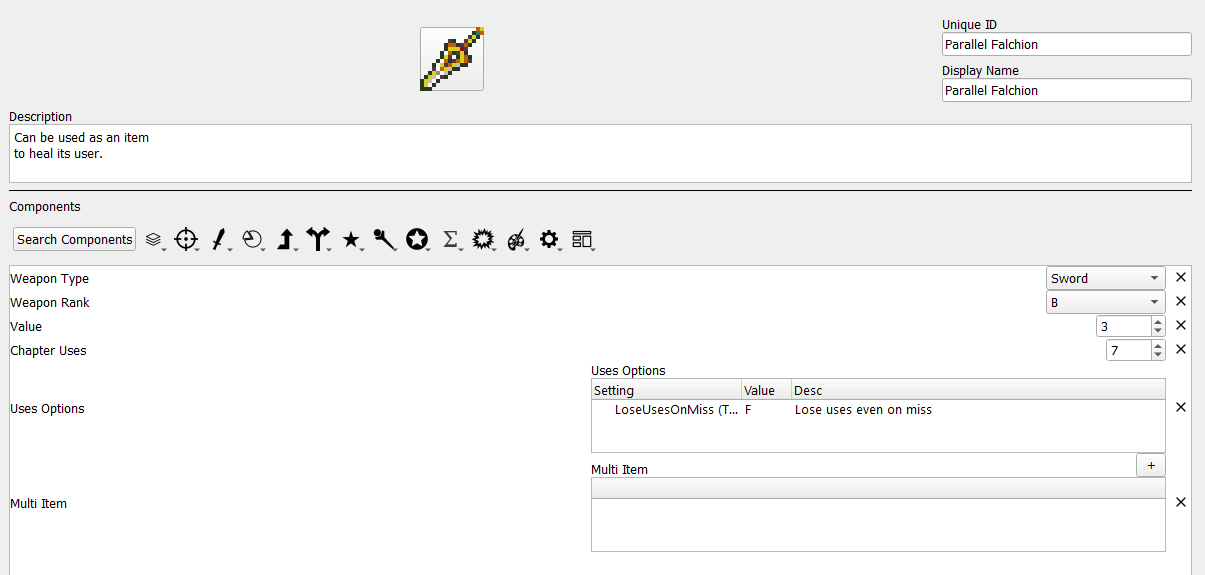 Unique ID
Parallel Falchion
Display Name
Parallel Falchion
Description
Can be used as an item
to heal its user.
Components
Search Components
Weapon Type Sword
Weapon Rank B
Value 3
Chapter Uses 7
Uses Options
Setting Value Desc
Uses Options LoseUsesOnMiss (T... F Lose uses even on miss
Multi Item +
Multi Item